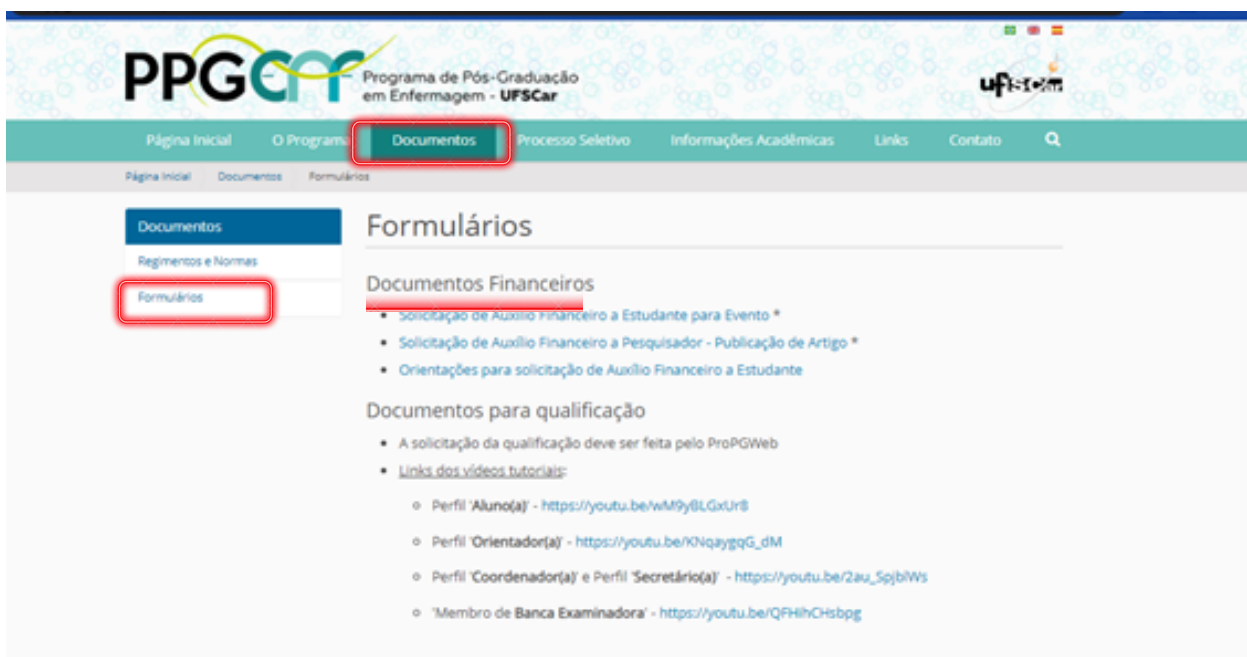 PPGenf
Programa de Pós-Graduação
em Enfermagem - UFSCar
ufscar
Página Inicial O Programa Documentos Processo Seletivo Informações Acadêmicas Links Contato
Página Inicial Documentos Formulários
Documentos
Regimentos e Normas
Formulários
Formulários
Documentos Financeiros
Solicitação de Auxílio Financeiro a Estudante para Evento *
Solicitação de Auxílio Financeiro a Pesquisador - Publicação de Artigo *
Orientações para solicitação de Auxílio Financeiro a Estudante
Documentos para qualificação
A solicitação da qualificação deve ser feita pelo ProPGWeb
Links dos vídeos tutoriais:
Perfil 'Aluno(a)' - https://youtu.be/wM9yBLGxUr8
Perfil 'Orientador(a)' - https://youtu.be/KNqaygqG_dM
Perfil 'Coordenador(a)' e Perfil 'Secretário(a)' - https://youtu.be/2au_SpjblWs
'Membro de Banca Examinadora' - https://youtu.be/QFHlhCHsbpg